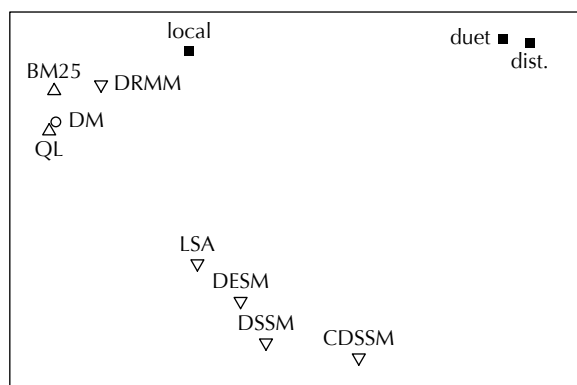 local
duet
dist.
BM25
DRMM
DM
QL
LSA
DESM
DSSM
CDSSM